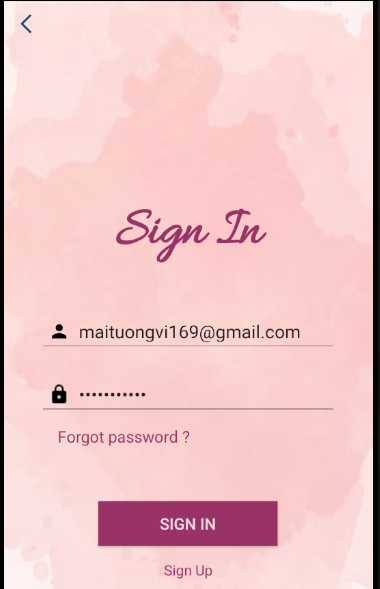 Sign In
maituongvi169@gmail.com
•••••••••••
Forgot password ?
SIGN IN
Sign Up